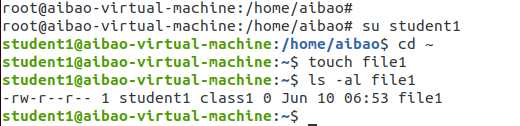 root@aibao-virtual-machine:/home/aibao#
root@aibao-virtual-machine:/home/aibao# su student1
student1@aibao-virtual-machine:/home/aibao$ cd ~
student1@aibao-virtual-machine:~$ touch file1
student1@aibao-virtual-machine:~$ ls -al file1
-rw-r--r-- 1 student1 class1 0 Jun 10 06:53 file1
student1@aibao-virtual-machine:~$